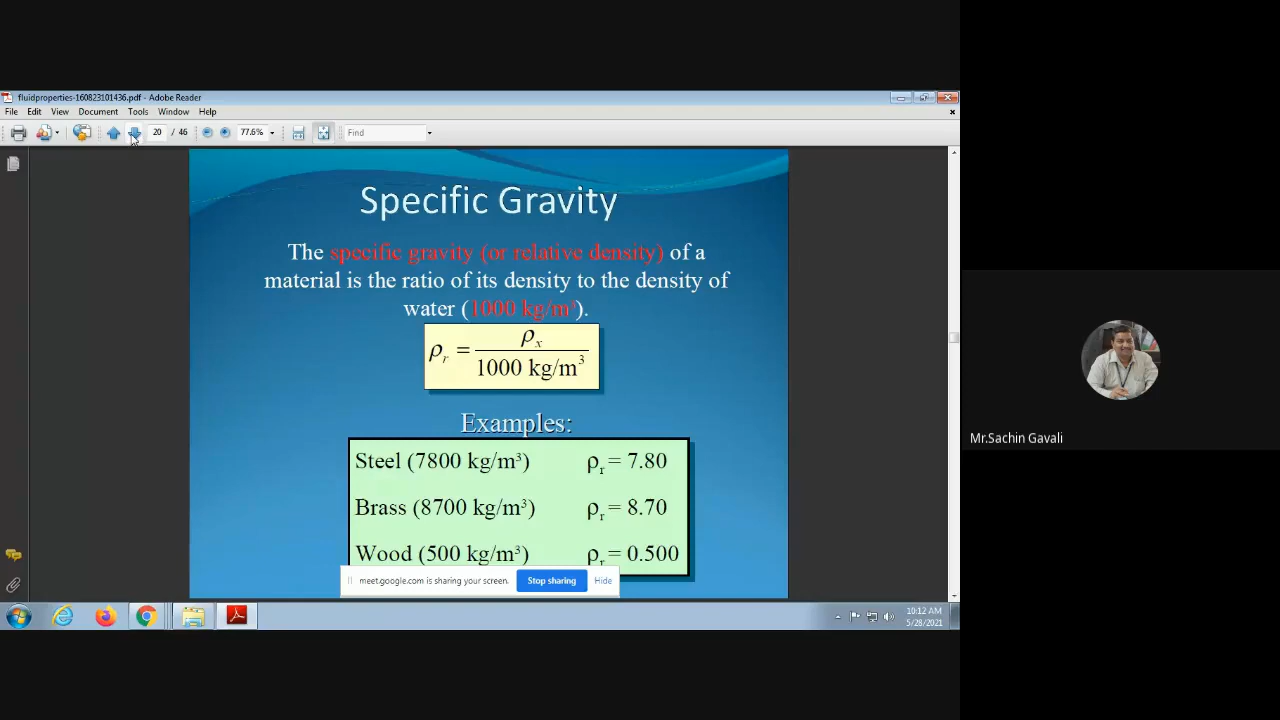 fluidproperties-160823101436.pdf - Adobe Reader
File Edit View Document Tools Window Help
20 / 46 77.6% Find
Specific Gravity
The specific gravity (or relative density) of a
material is the ratio of its density to the density of
water (1000 kg/m³).
ρr = ρx / 1000 kg/m³
Examples:
Steel (7800 kg/m³) ρr = 7.80
Brass (8700 kg/m³) ρr = 8.70
Wood (500 kg/m³) ρr = 0.500
meet.google.com is sharing your screen. Stop sharing Hide
10:12 AM
5/28/2021
Mr.Sachin Gavali